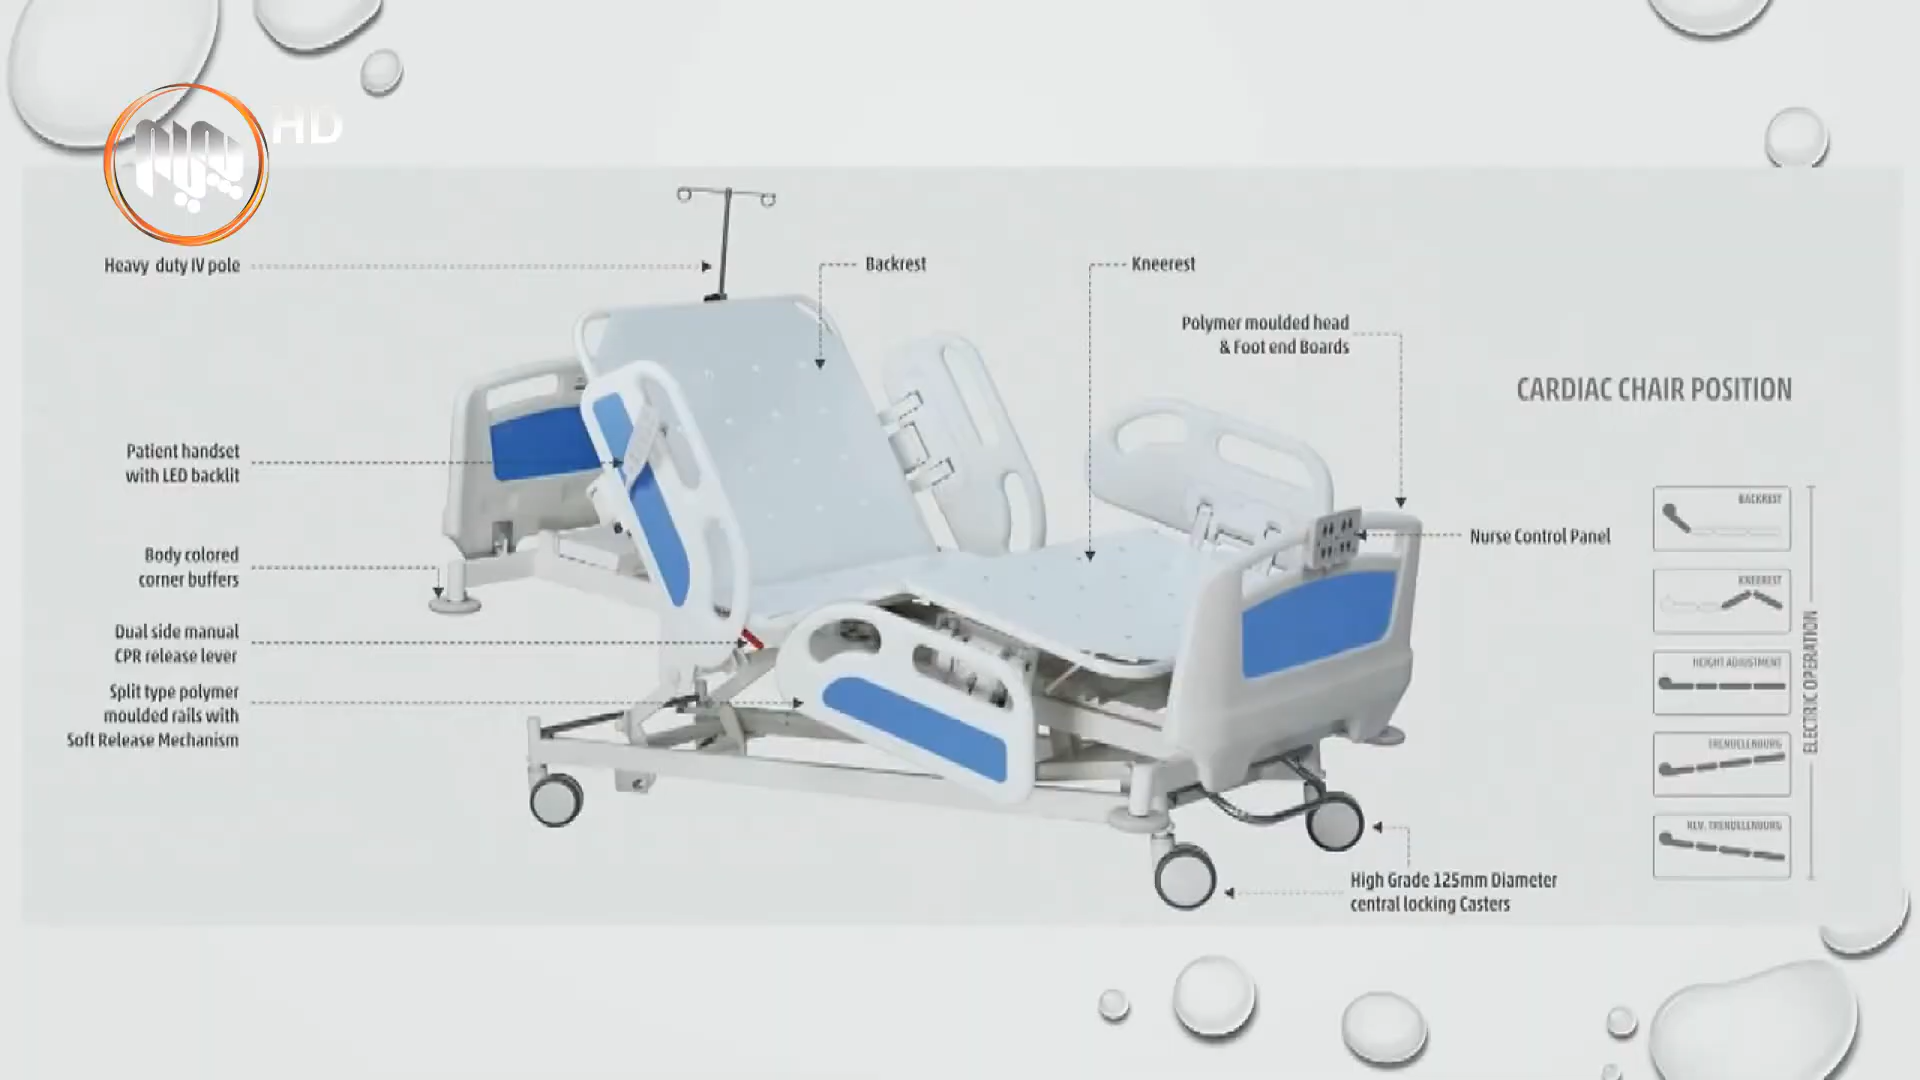 HD
Heavy duty IV pole
Backrest
Kneerest
Polymer moulded head
& Foot end Boards
CARDIAC CHAIR POSITION
Patient handset
with LED backlit
Nurse Control Panel
Body colored
corner buffers
Dual side manual
CPR release lever
Split type polymer
moulded rails with
Soft Release Mechanism
High Grade 125mm Diameter
central locking Casters
BACKREST
KNEEREST
HEIGHT ADJUSTMENT
TRENDELENBURG
REV. TRENDELENBURG
ELECTRIC OPERATION